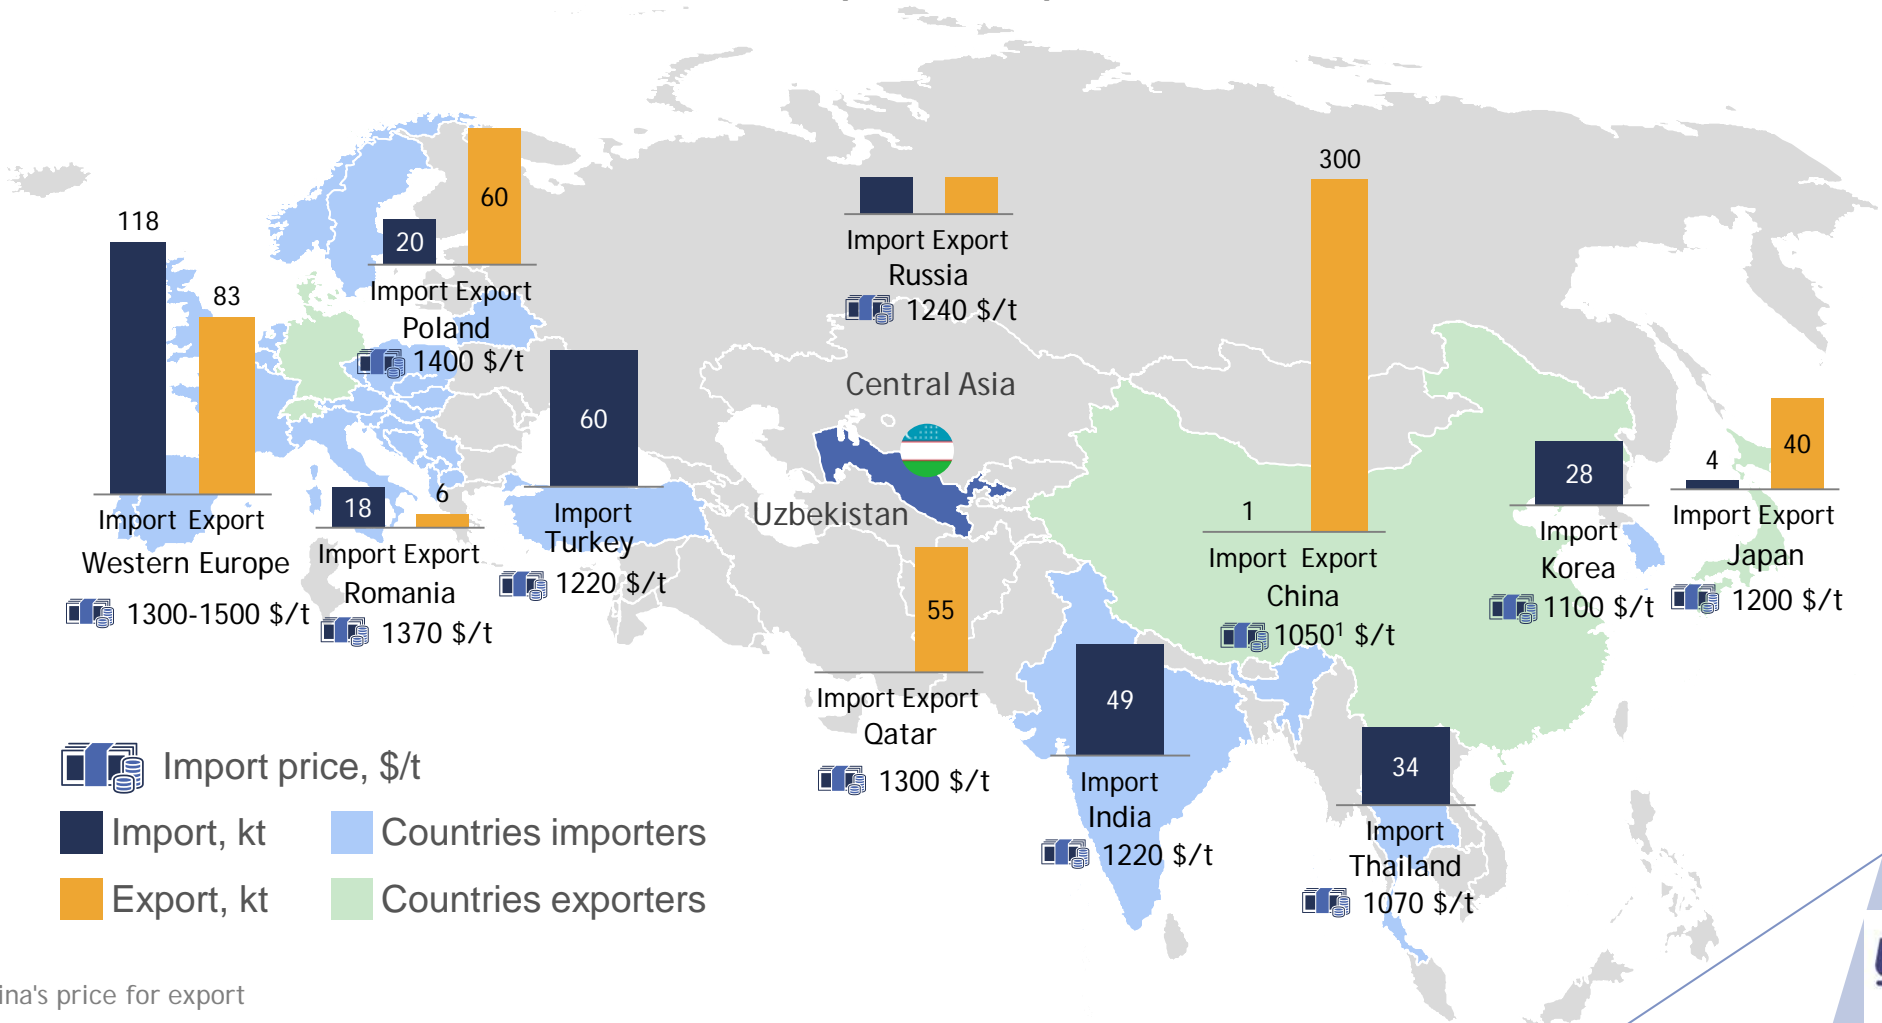 118
83
Import Export
Western Europe
1300-1500 $/t
20
60
Import Export
Poland
1400 $/t
18
6
Import Export
Romania
1370 $/t
60
Import
Turkey
1220 $/t
Import Export
Russia
1240 $/t
Central Asia
Uzbekistan
55
Import Export
Qatar
1300 $/t
49
Import
India
1220 $/t
300
1
Import Export
China
1050¹ $/t
34
Import
Thailand
1070 $/t
28
Import
Korea
1100 $/t
4
40
Import Export
Japan
1200 $/t
Import price, $/t
Import, kt
Countries importers
Export, kt
Countries exporters
ina's price for export